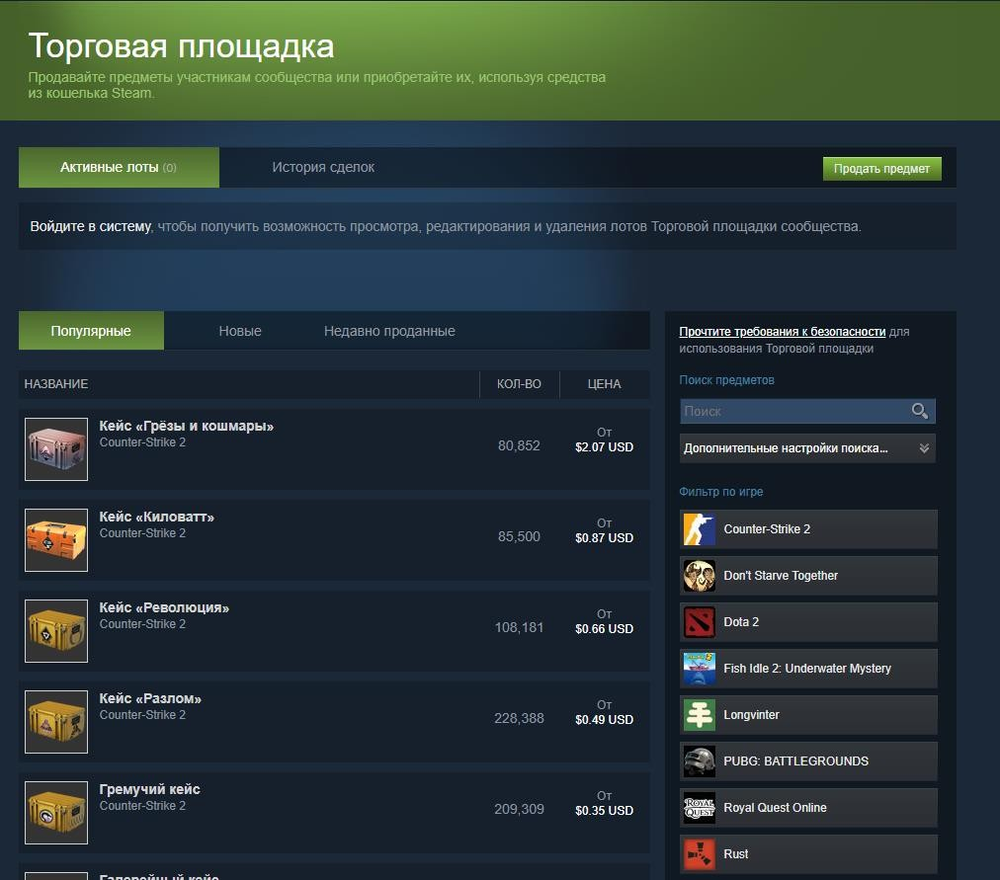 Торговая площадка
Продавайте предметы участникам сообщества или приобретайте их, используя средства
из кошелька Steam.
Активные лоты (0)
История сделок
Продать предмет
Войдите в систему, чтобы получить возможность просмотра, редактирования и удаления лотов Торговой площадки сообщества.
Популярные
Новые
Недавно проданные
НАЗВАНИЕ
КОЛ-ВО
ЦЕНА
Кейс «Грёзы и кошмары»
Counter-Strike 2
80,852
От
$2.07 USD
Кейс «Киловатт»
Counter-Strike 2
85,500
От
$0.87 USD
Кейс «Революция»
Counter-Strike 2
108,181
От
$0.66 USD
Кейс «Разлом»
Counter-Strike 2
228,388
От
$0.49 USD
Гремучий кейс
Counter-Strike 2
209,309
От
$0.35 USD
Галерейный кейс
Прочтите требования к безопасности для
использования Торговой площадки
Поиск предметов
Поиск
Дополнительные настройки поиска...
Фильтр по игре
Counter-Strike 2
Don't Starve Together
Dota 2
Fish Idle 2: Underwater Mystery
Longvinter
PUBG: BATTLEGROUNDS
ROYAL
QUEST
Royal Quest Online
Rust